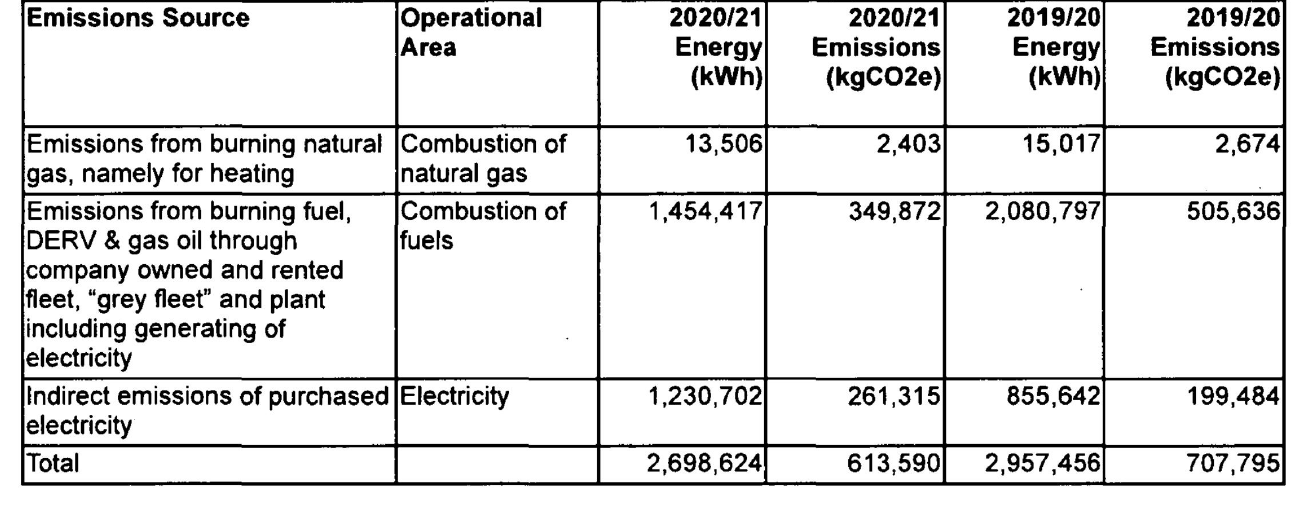 Emissions Source Operational Area 2020/21 Energy (kWh) 2020/21 Emissions (kgCO2e) 2019/20 Energy (kWh) 2019/20 Emissions (kgCO2e)
Emissions from burning natural gas, namely for heating Combustion of natural gas 13,506 2,403 15,017 2,674
Emissions from burning fuel, DERV & gas oil through company owned and rented fleet, “grey fleet” and plant including generating of electricity Combustion of fuels 1,454,417 349,872 2,080,797 505,636
Indirect emissions of purchased electricity Electricity 1,230,702 261,315 855,642 199,484
Total 2,698,624 613,590 2,957,456 707,795